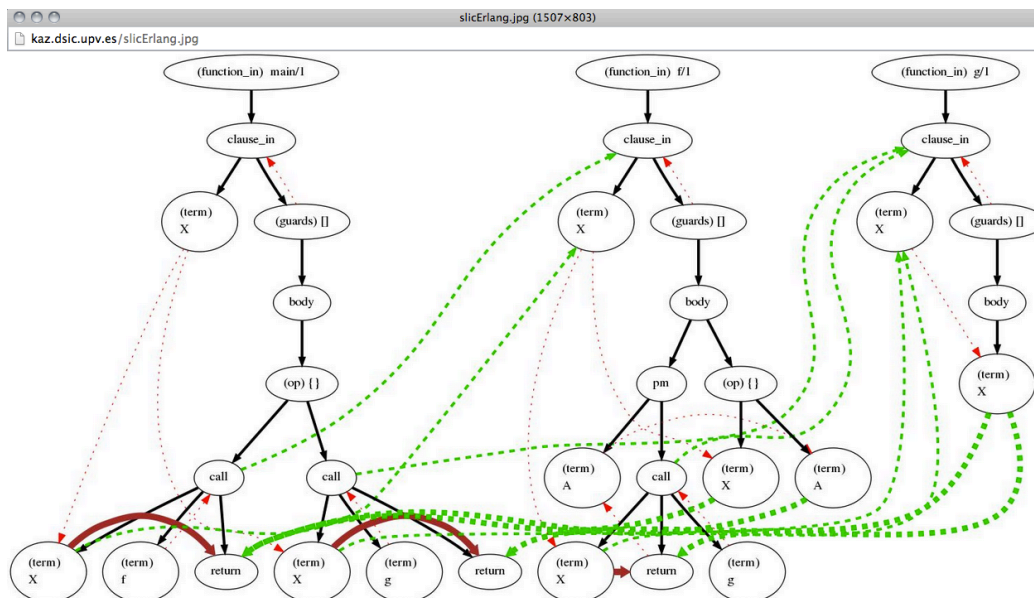 slicErlang.jpg (1507×803)
kaz.dsic.upv.es/slicErlang.jpg
(function_in) main/1
(function_in) f/1
(function_in) g/1
clause_in
clause_in
clause_in
(term)
X
(guards) []
(term)
X
(guards) []
(term)
X
(guards) []
body
body
body
(op) { }
pm
(op) { }
(term)
X
call
call
(term)
A
call
(term)
X
(term)
A
(term)
X
(term)
f
return
(term)
X
(term)
g
return
(term)
X
return
(term)
g